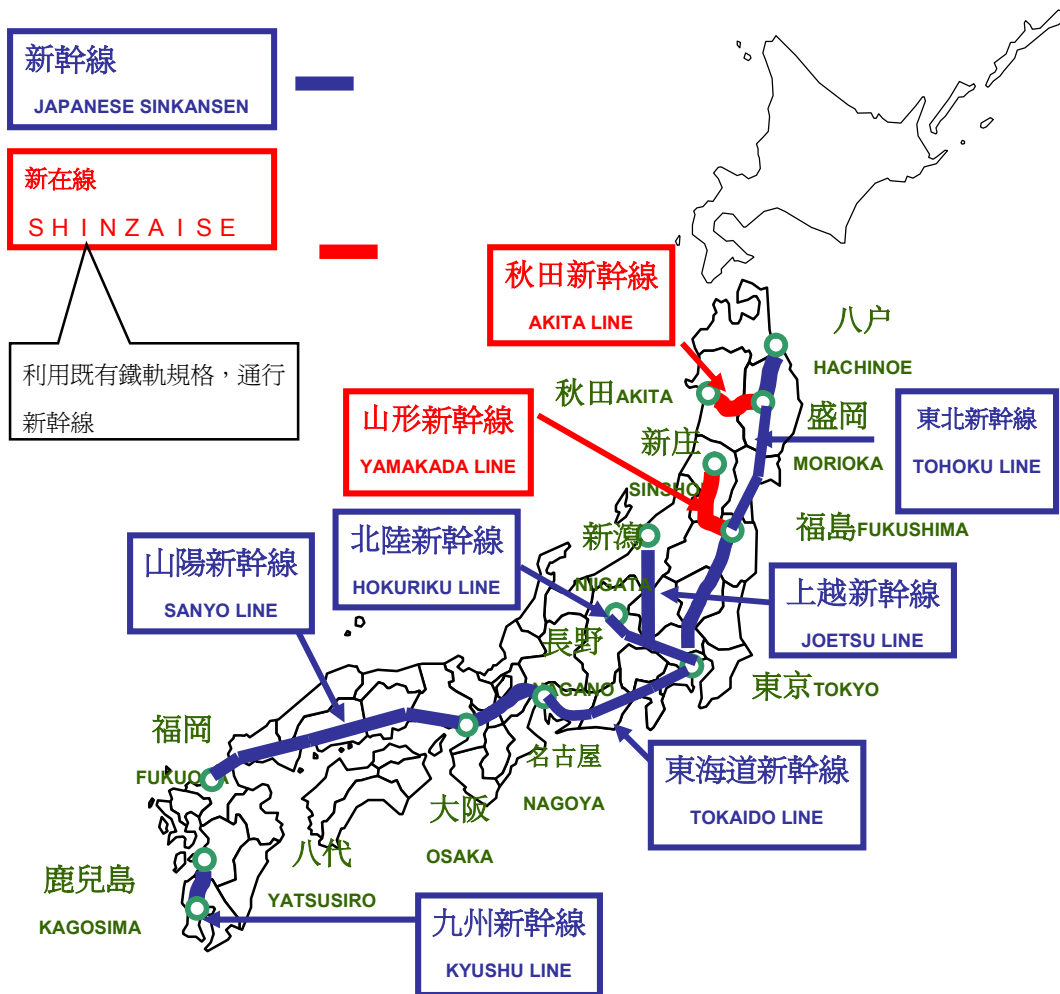 新幹線
JAPANESE SINKANSEN
新在線
ＳＨＩＮＺＡＩＳＥ
利用既有鐵軌規格，通行
新幹線
秋田新幹線
AKITA LINE
八户
HACHINOE
秋田AKITA
山形新幹線
YAMAKADA LINE
新庄
盛岡
MORIOKA
東北新幹線
TOHOKU LINE
福島FUKUSHIMA
北陸新幹線
HOKURIKU LINE
新瀉
NIIGATA
山陽新幹線
SANYO LINE
上越新幹線
JOETSU LINE
長野
NAGANO
東京TOKYO
福岡
FUKUOKA
名古屋
NAGOYA
東海道新幹線
TOKAIDO LINE
大阪
OSAKA
八代
YATSUSIRO
鹿兒島
KAGOSIMA
九州新幹線
KYUSHU LINE